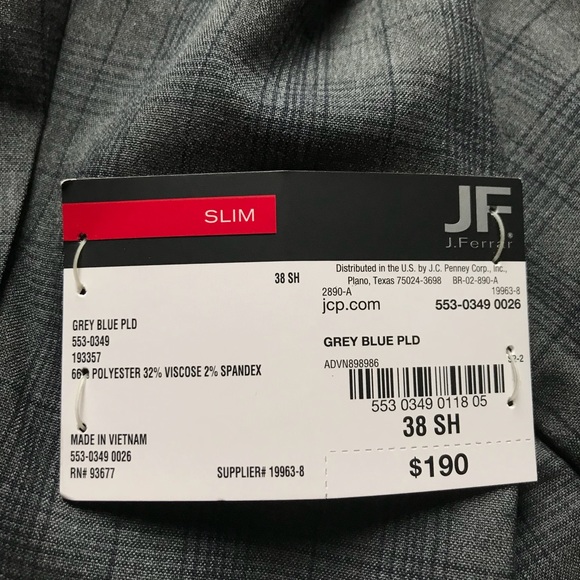 SLIM
JF
J.Ferrar
38 SH
Distributed in the U.S. by J.C. Penney Corp., Inc.,
Plano, Texas 75024-3698 BR-02-890-A
2890-A 19963-8
jcp.com 553-0349 0026
GREY BLUE PLD
553-0349
193357
POLYESTER 32% VISCOSE 2% SPANDEX
MADE IN VIETNAM
553-0349 0026
RN# 93677
SUPPLIER# 19963-8
GREY BLUE PLD
ADVN898986
553 0349 0118 05
38 SH
$190